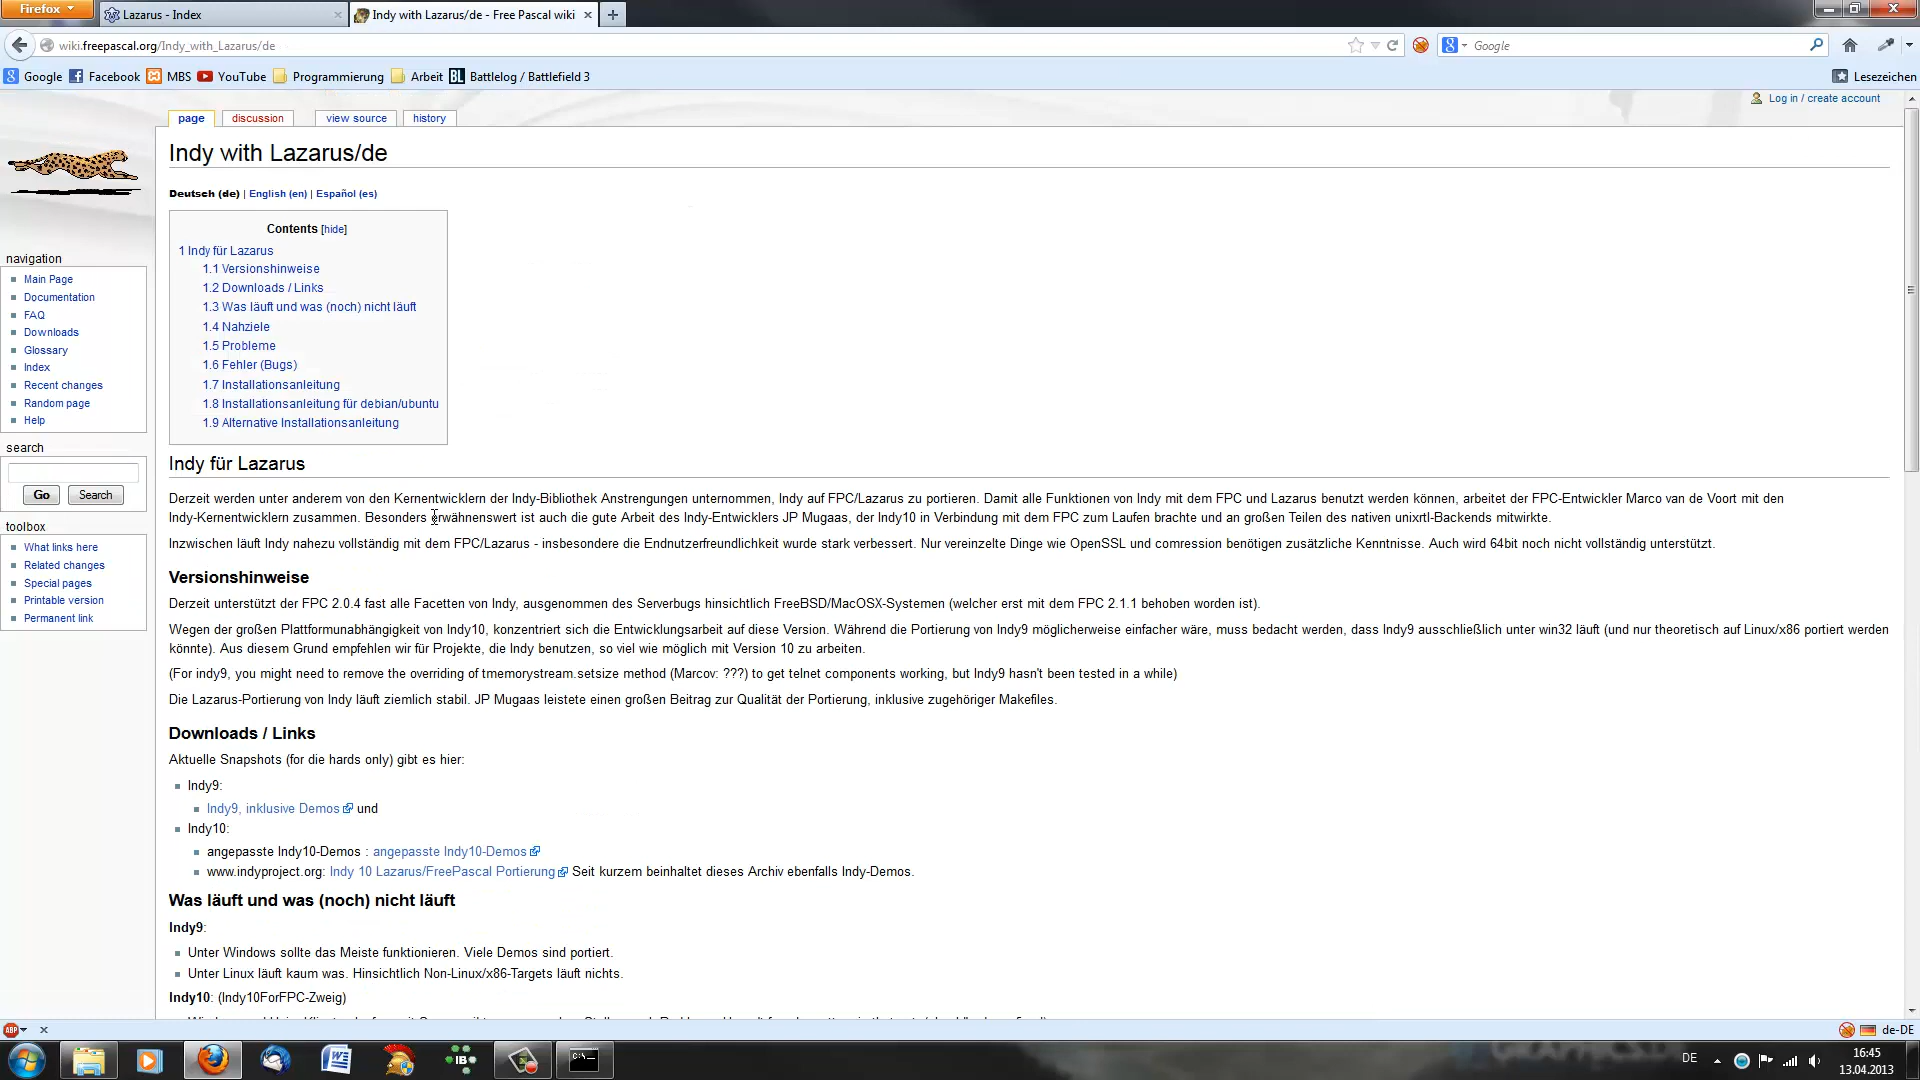 Firefox
Lazarus - Index
Indy with Lazarus/de - Free Pascal wiki
wiki.freepascal.org/Indy_with_Lazarus/de
Google
Google
Facebook
MBS
YouTube
Programmierung
Arbeit
BL
Battlelog / Battlefield 3
Lesezeichen
Log in / create account
page
discussion
view source
history
Indy with Lazarus/de
Deutsch (de) | English (en) | Español (es)
Contents [hide]
1 Indy für Lazarus
1.1 Versionshinweise
1.2 Downloads / Links
1.3 Was läuft und was (noch) nicht läuft
1.4 Nahziele
1.5 Probleme
1.6 Fehler (Bugs)
1.7 Installationsanleitung
1.8 Installationsanleitung für debian/ubuntu
1.9 Alternative Installationsanleitung
navigation
Main Page
Documentation
FAQ
Downloads
Glossary
Index
Recent changes
Random page
Help
search
Go
Search
toolbox
What links here
Related changes
Special pages
Printable version
Permanent link
Indy für Lazarus
Derzeit werden unter anderem von den Kernentwicklern der Indy-Bibliothek Anstrengungen unternommen, Indy auf FPC/Lazarus zu portieren. Damit alle Funktionen von Indy mit dem FPC und Lazarus benutzt werden können, arbeitet der FPC-Entwickler Marco van de Voort mit den
Indy-Kernentwicklern zusammen. Besonders erwähnenswert ist auch die gute Arbeit des Indy-Entwicklers JP Mugaas, der Indy10 in Verbindung mit dem FPC zum Laufen brachte und an großen Teilen des nativen unixrtl-Backends mitwirkte.
Inzwischen läuft Indy nahezu vollständig mit dem FPC/Lazarus - insbesondere die Endnutzerfreundlichkeit wurde stark verbessert. Nur vereinzelte Dinge wie OpenSSL und comression benötigen zusätzliche Kenntnisse. Auch wird 64bit noch nicht vollständig unterstützt.
Versionshinweise
Derzeit unterstützt der FPC 2.0.4 fast alle Facetten von Indy, ausgenommen des Serverbugs hinsichtlich FreeBSD/MacOSX-Systemen (welcher erst mit dem FPC 2.1.1 behoben worden ist).
Wegen der großen Plattformunabhängigkeit von Indy10, konzentriert sich die Entwicklungsarbeit auf diese Version. Während die Portierung von Indy9 möglicherweise einfacher wäre, muss bedacht werden, dass Indy9 ausschließlich unter win32 läuft (und nur theoretisch auf Linux/x86 portiert werden
könnte). Aus diesem Grund empfehlen wir für Projekte, die Indy benutzen, so viel wie möglich mit Version 10 zu arbeiten.
(For indy9, you might need to remove the overriding of tmemorystream.setsize method (Marcov: ???) to get telnet components working, but Indy9 hasn't been tested in a while)
Die Lazarus-Portierung von Indy läuft ziemlich stabil. JP Mugaas leistete einen großen Beitrag zur Qualität der Portierung, inklusive zugehöriger Makefiles.
Downloads / Links
Aktuelle Snapshots (for die hards only) gibt es hier:
Indy9:
Indy9, inklusive Demos und
Indy10:
angepasste Indy10-Demos : angepasste Indy10-Demos
www.indyproject.org: Indy 10 Lazarus/FreePascal Portierung Seit kurzem beinhaltet dieses Archiv ebenfalls Indy-Demos.
Was läuft und was (noch) nicht läuft
Indy9:
Unter Windows sollte das Meiste funktionieren. Viele Demos sind portiert.
Unter Linux läuft kaum was. Hinsichtlich Non-Linux/x86-Targets läuft nichts.
Indy10: (Indy10ForFPC-Zweig)
ABP
de-DE
IB
C:\
DE
16:45
13.04.2013